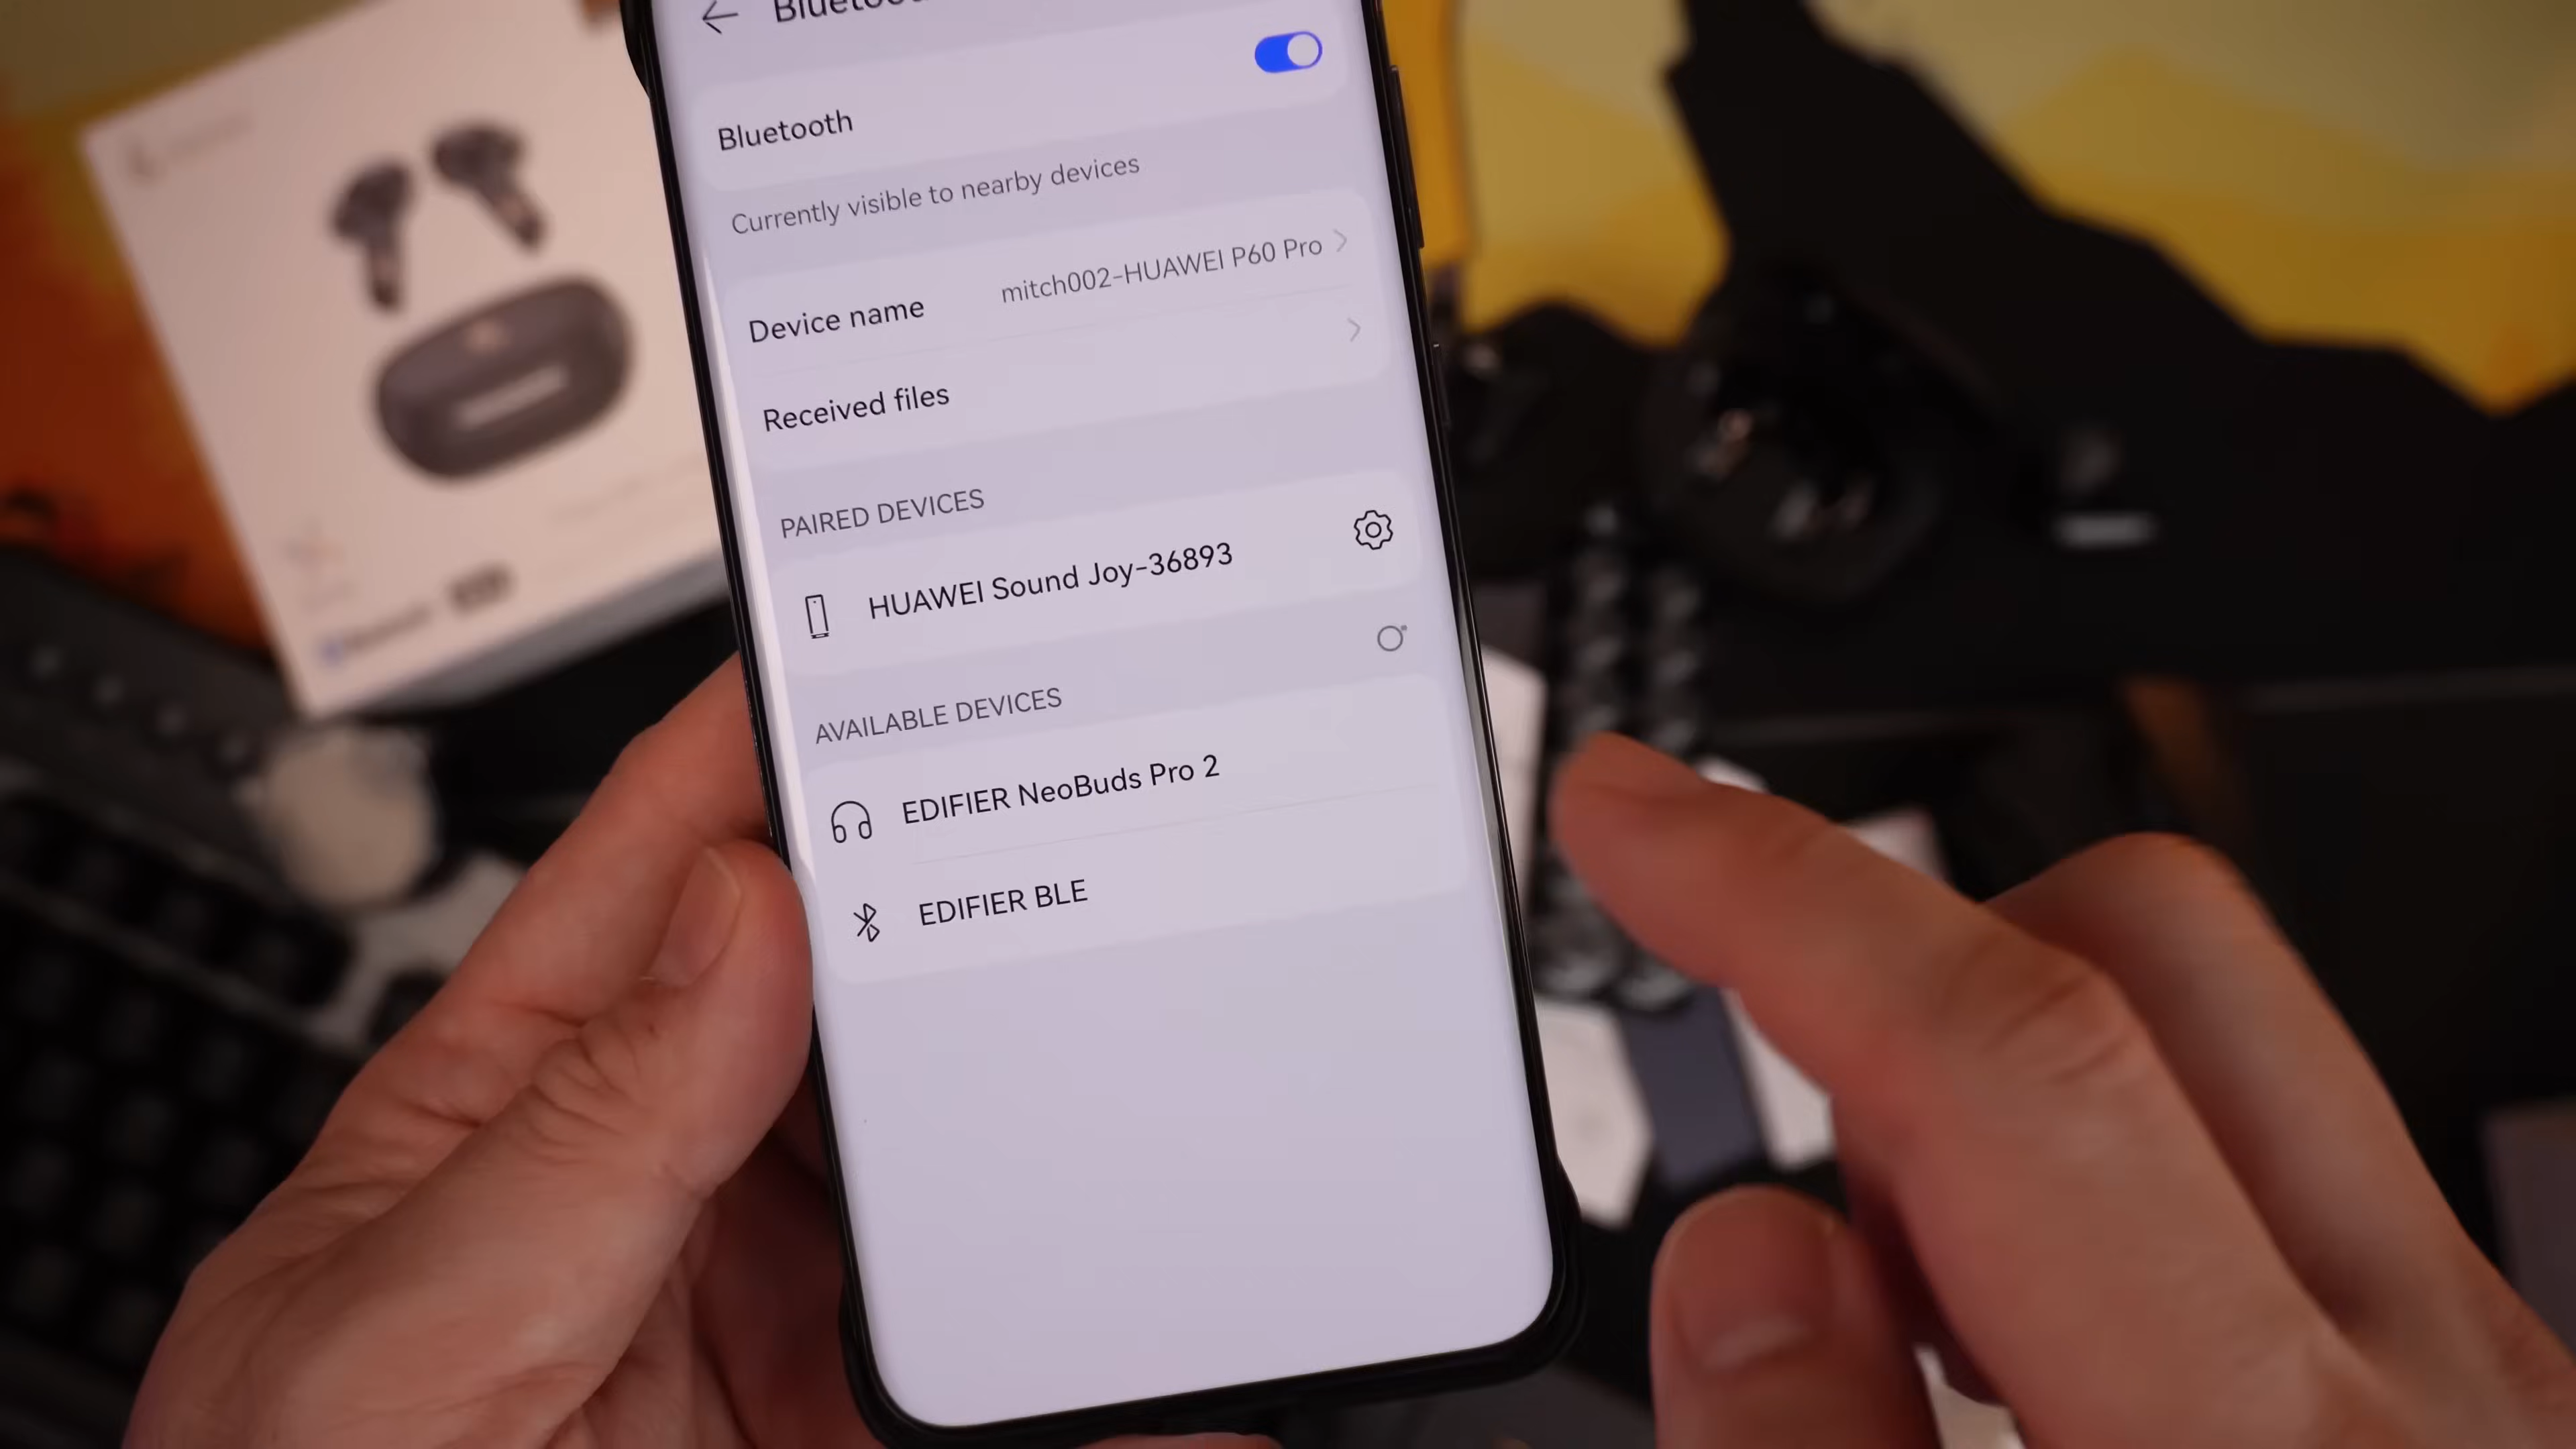 Bluetooth
Currently visible to nearby devices
Device name
mitch002-HUAWEI P60 Pro
Received files
PAIRED DEVICES
HUAWEI Sound Joy-36893
AVAILABLE DEVICES
EDIFIER NeoBuds Pro 2
EDIFIER BLE